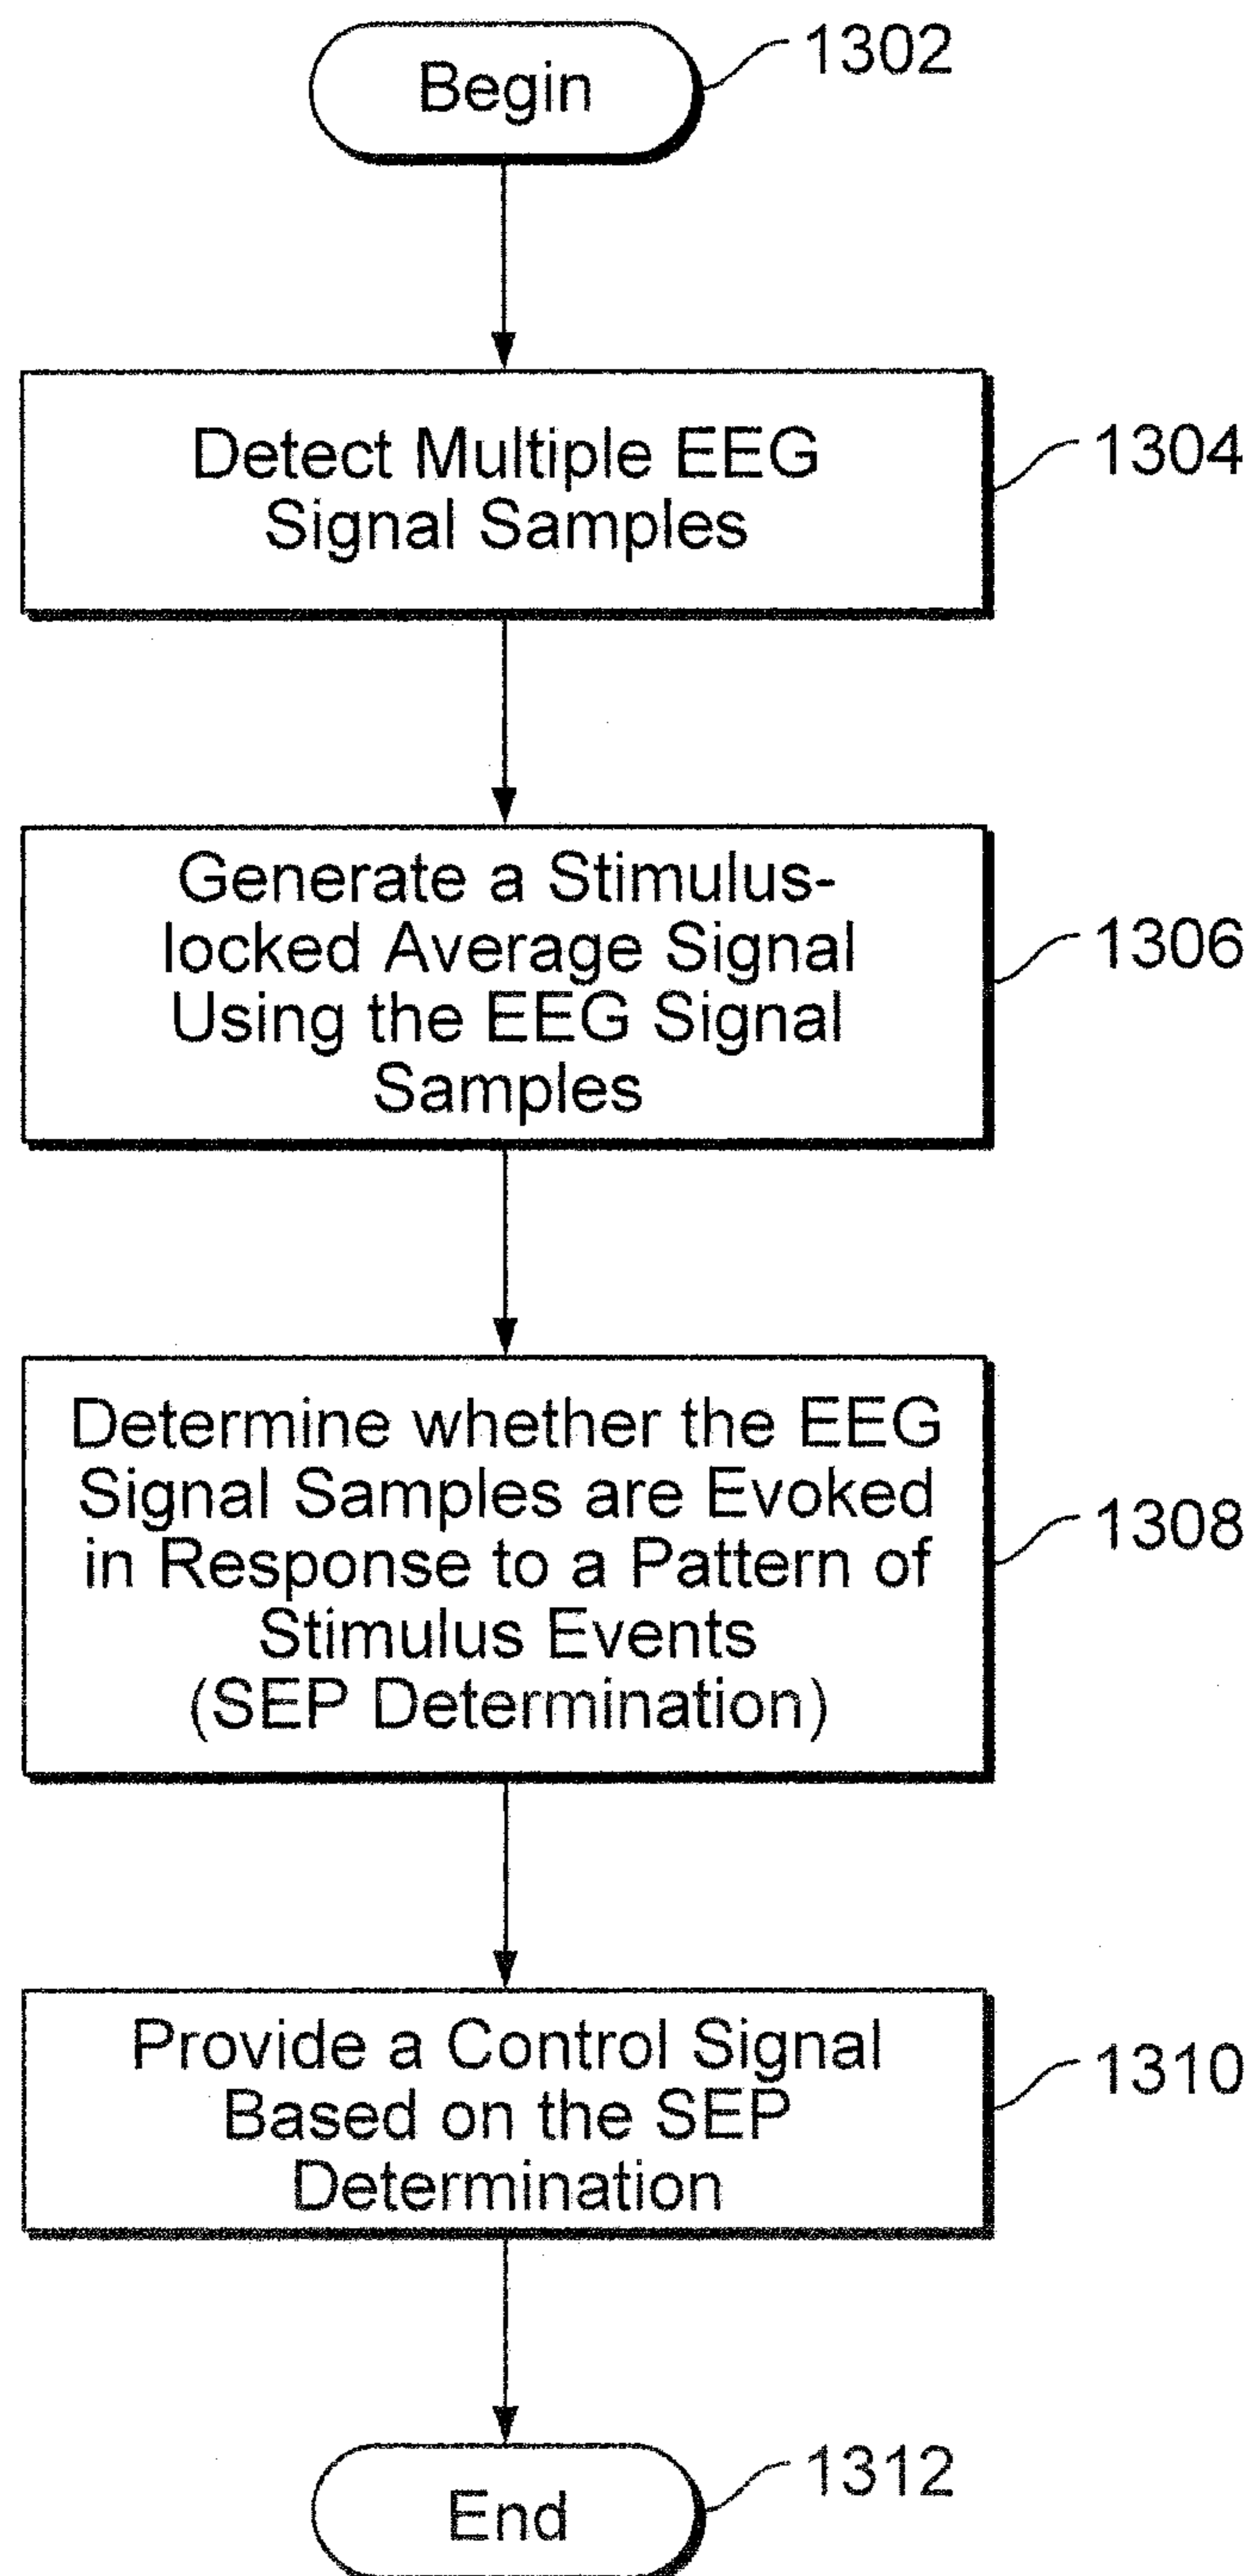 Begin
1302
Detect Multiple EEG
Signal Samples
1304
Generate a Stimulus-
locked Average Signal
Using the EEG Signal
Samples
1306
Determine whether the EEG
Signal Samples are Evoked
in Response to a Pattern of
Stimulus Events
(SEP Determination)
1308
Provide a Control Signal
Based on the SEP
Determination
1310
End
1312